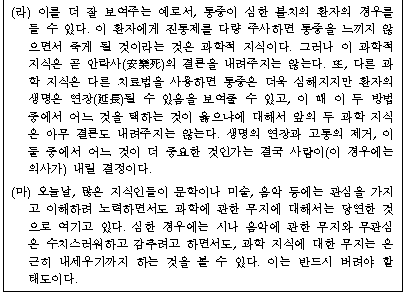 (라) 이를 더 잘 보여주는 예로서, 통증이 심한 불치의 환자의 경우를
들 수 있다. 이 환자에게 진통제를 다량 주사하면 통증을 느끼지 않
으면서 죽게 될 것이라는 것은 과학적 지식이다. 그러나 이 과학적
지식은 곧 안락사(安樂死)의 결론을 내려주지는 않는다. 또, 다른 과
학 지식은 다른 치료법을 사용하면 통증은 더욱 심해지지만 환자의
생명은 연장(延長)될 수 있음을 보여줄 수 있고, 이 때 이 두 방법
중에서 어느 것을 택하는 것이 옳으냐에 대해서 앞의 두 과학 지식
은 아무 결론도 내려주지는 않는다. 생명의 연장과 고통의 제거, 이
둘 중에서 어느 것이 더 중요한 것인가는 결국 사람이(이 경우에는
의사가) 내릴 결정이다.
(마) 오늘날, 많은 지식인들이 문학이나 미술, 음악 등에는 관심을 가지
고 이해하려 노력하면서도 과학에 관한 무지에 대해서는 당연한 것
으로 여기고 있다. 심한 경우에는 시나 음악에 관한 무지와 무관심
은 수치스러워하고 감추려고 하면서도, 과학 지식에 대한 무지는 은
근히 내세우기까지 하는 것을 볼 수 있다. 이는 반드시 버려야 할
태도이다.